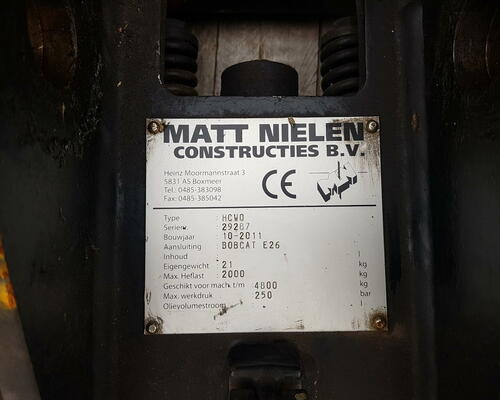 MATT NIELEN
CONSTRUCTIES B.V.
Heinz Moormannstraat 3
5831 AS Boxmeer
Tel.: 0485-383098
Fax: 0485-385042
CE
Type : HCWO
Serienr. : 29287
Bouwjaar : 10-2011
Aansluiting : BOBCAT E26
Inhoud : l
Eigengewicht : 21 kg
Max. Heflast : 2000 kg
Geschikt voor mach. t/m : 4800 kg
Max. werkdruk : 250 bar
Olievolumestroom : l